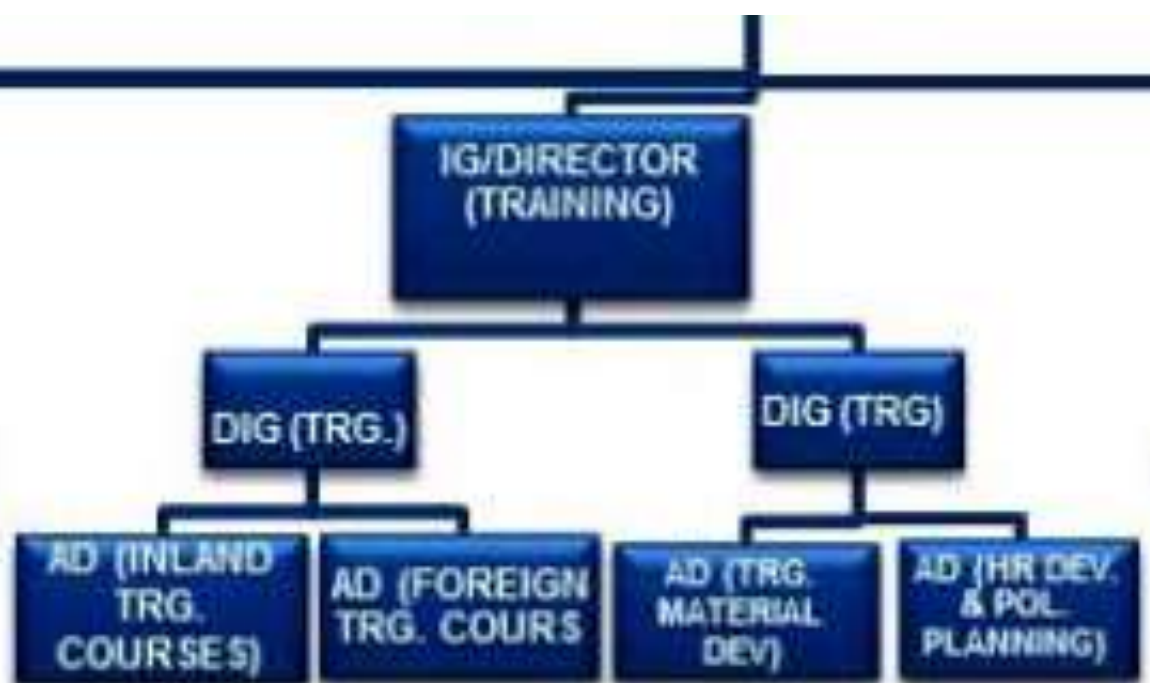 IG/DIRECTOR
(TRAINING)
DIG (TRG.)
DIG (TRG)
AD (INLAND
TRG.
COURSES)
AD (FOREIGN
TRG. COURS
AD (TRG.
MATERIAL
DEV)
AD (HR DEV.
& POL.
PLANNING)